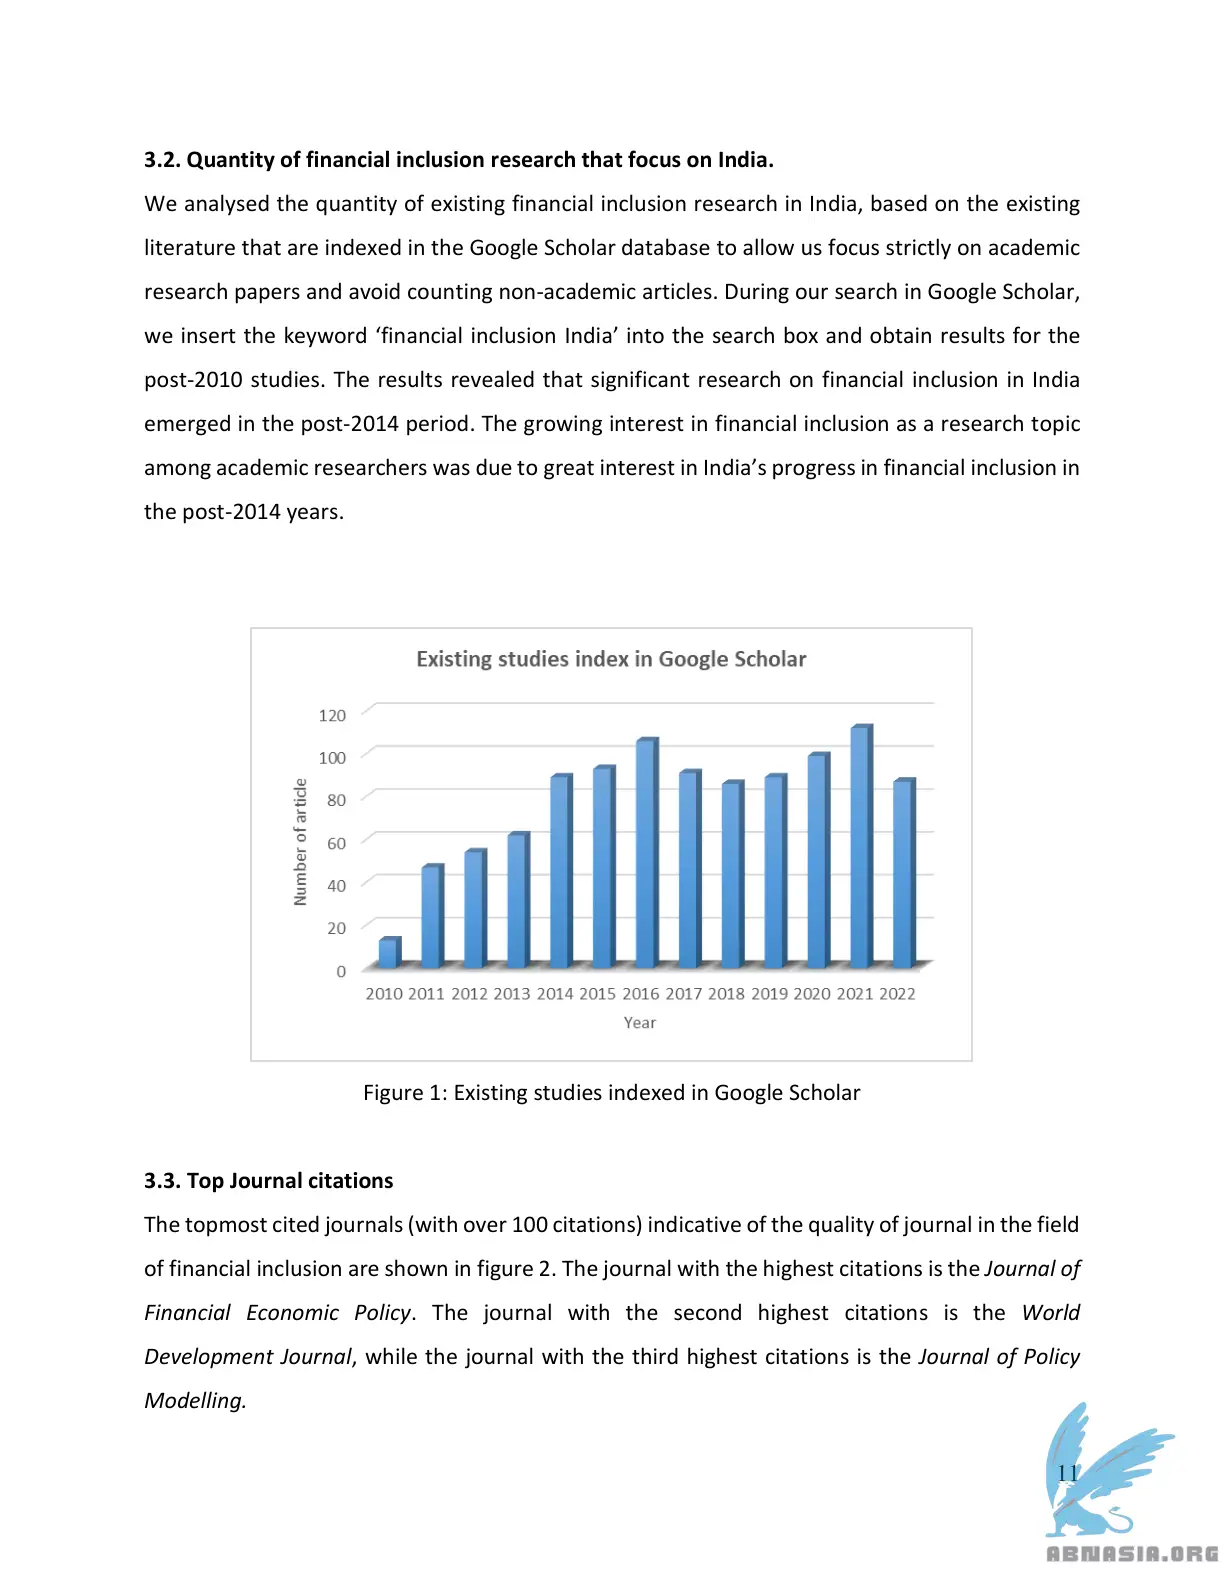 3.2. Quantity of financial inclusion research that focus on India.
We analysed the quantity of existing financial inclusion research in India, based on the existing
literature that are indexed in the Google Scholar database to allow us focus strictly on academic
research papers and avoid counting non-academic articles. During our search in Google Scholar,
we insert the keyword ‘financial inclusion India’ into the search box and obtain results for the
post-2010 studies. The results revealed that significant research on financial inclusion in India
emerged in the post-2014 period. The growing interest in financial inclusion as a research topic
among academic researchers was due to great interest in India’s progress in financial inclusion in
the post-2014 years.
Existing studies index in Google Scholar
Number of article
120
100
80
60
40
20
0
2010 2011 2012 2013 2014 2015 2016 2017 2018 2019 2020 2021 2022
Year
Figure 1: Existing studies indexed in Google Scholar
3.3. Top Journal citations
The topmost cited journals (with over 100 citations) indicative of the quality of journal in the field
of financial inclusion are shown in figure 2. The journal with the highest citations is the Journal of
Financial Economic Policy. The journal with the second highest citations is the World
Development Journal, while the journal with the third highest citations is the Journal of Policy
Modelling.
11
ABNASIA.ORG